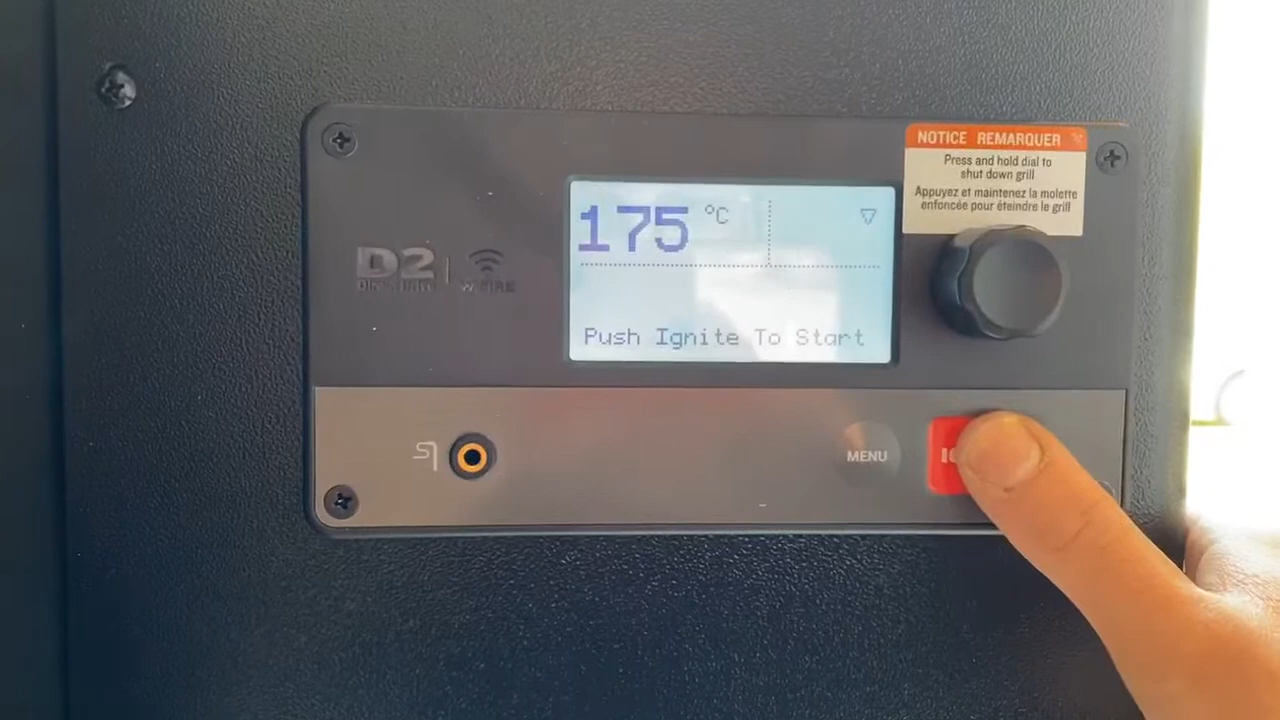 NOTICE REMARQUER
Press and hold dial to
shut down grill
Appuyez et maintenez la molette
enfoncée pour éteindre le grill
175 °C
D2
Push Ignite To Start
MENU